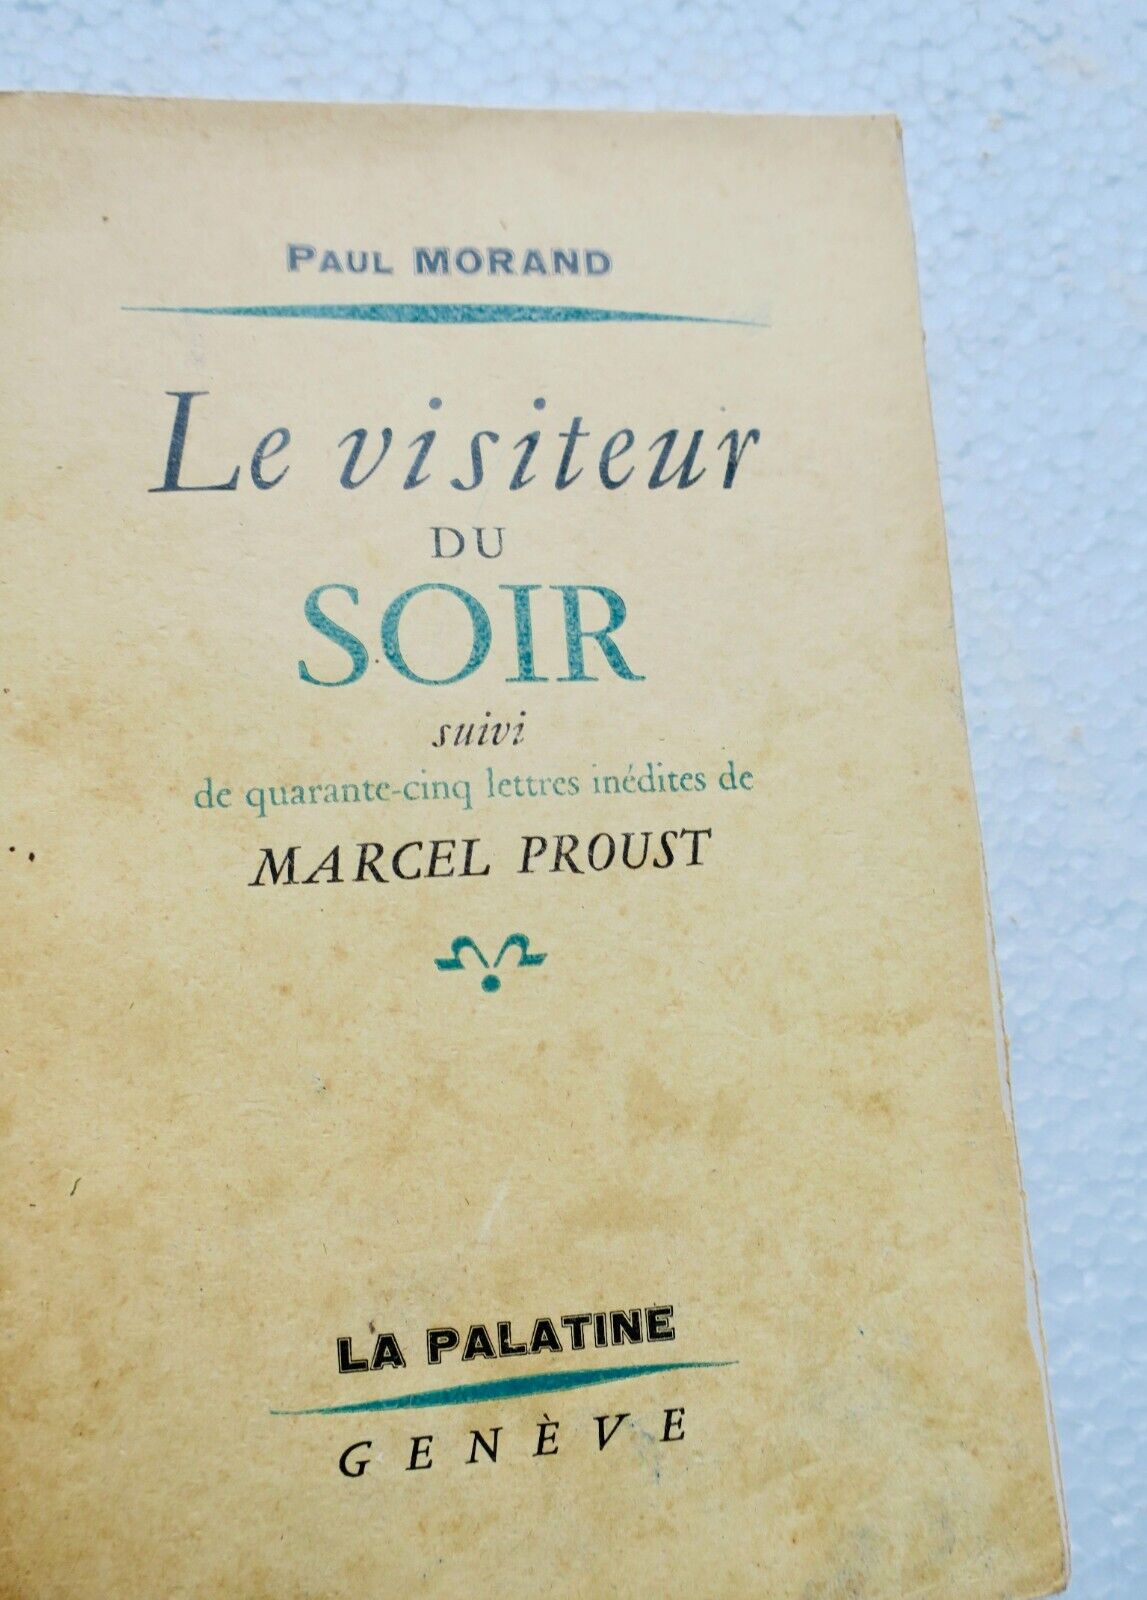 PAUL MORAND
Le visiteur
DU
SOIR
suivi
de quarante-cinq lettres inédites de
MARCEL PROUST
LA PALATINE
GENÈVE